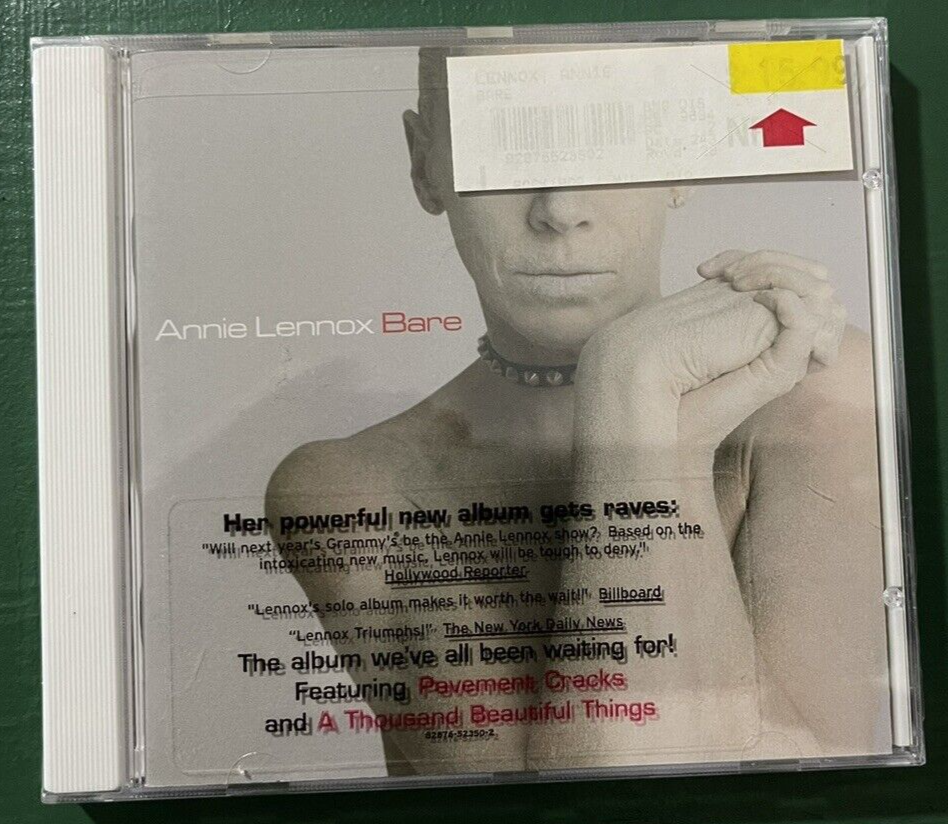 LENNOX, ANNIE
BARE
Annie Lennox Bare
Her powerful new album gets raves:
"Will next year's Grammy's be the Annie Lennox show? Based on the
intoxicating new music, Lennox will be tough to deny."
Hollywood Reporter
"Lennox's solo album makes it worth the wait!" Billboard
"Lennox Triumphs!" The New York Daily News
The album we've all been waiting for!
Featuring Pavement Cracks
and A Thousand Beautiful Things
82876-52350-2